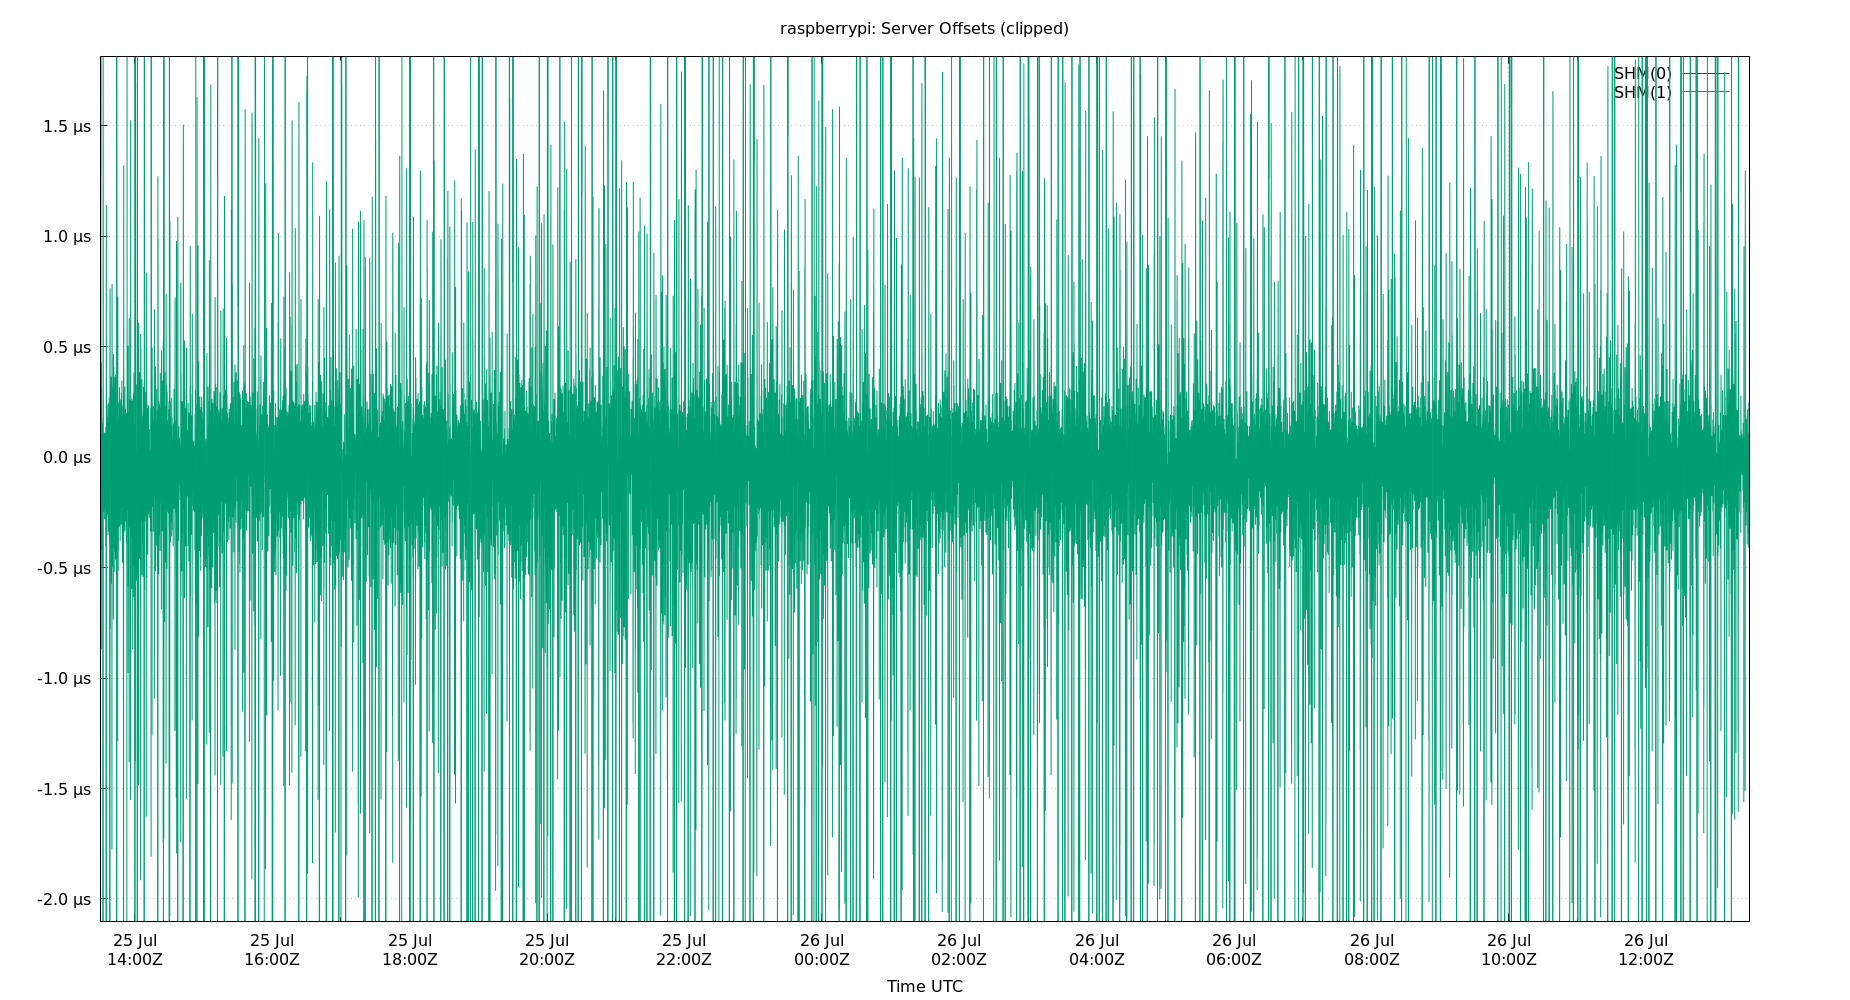 raspberrypi: Server Offsets (clipped)
SHM(0)
SHM(1)
1.5 µs
1.0 µs
0.5 µs
0.0 µs
-0.5 µs
-1.0 µs
-1.5 µs
-2.0 µs
25 Jul 25 Jul 25 Jul 25 Jul 25 Jul 26 Jul 26 Jul 26 Jul 26 Jul 26 Jul 26 Jul 26 Jul
14:00Z 16:00Z 18:00Z 20:00Z 22:00Z 00:00Z 02:00Z 04:00Z 06:00Z 08:00Z 10:00Z 12:00Z
Time UTC